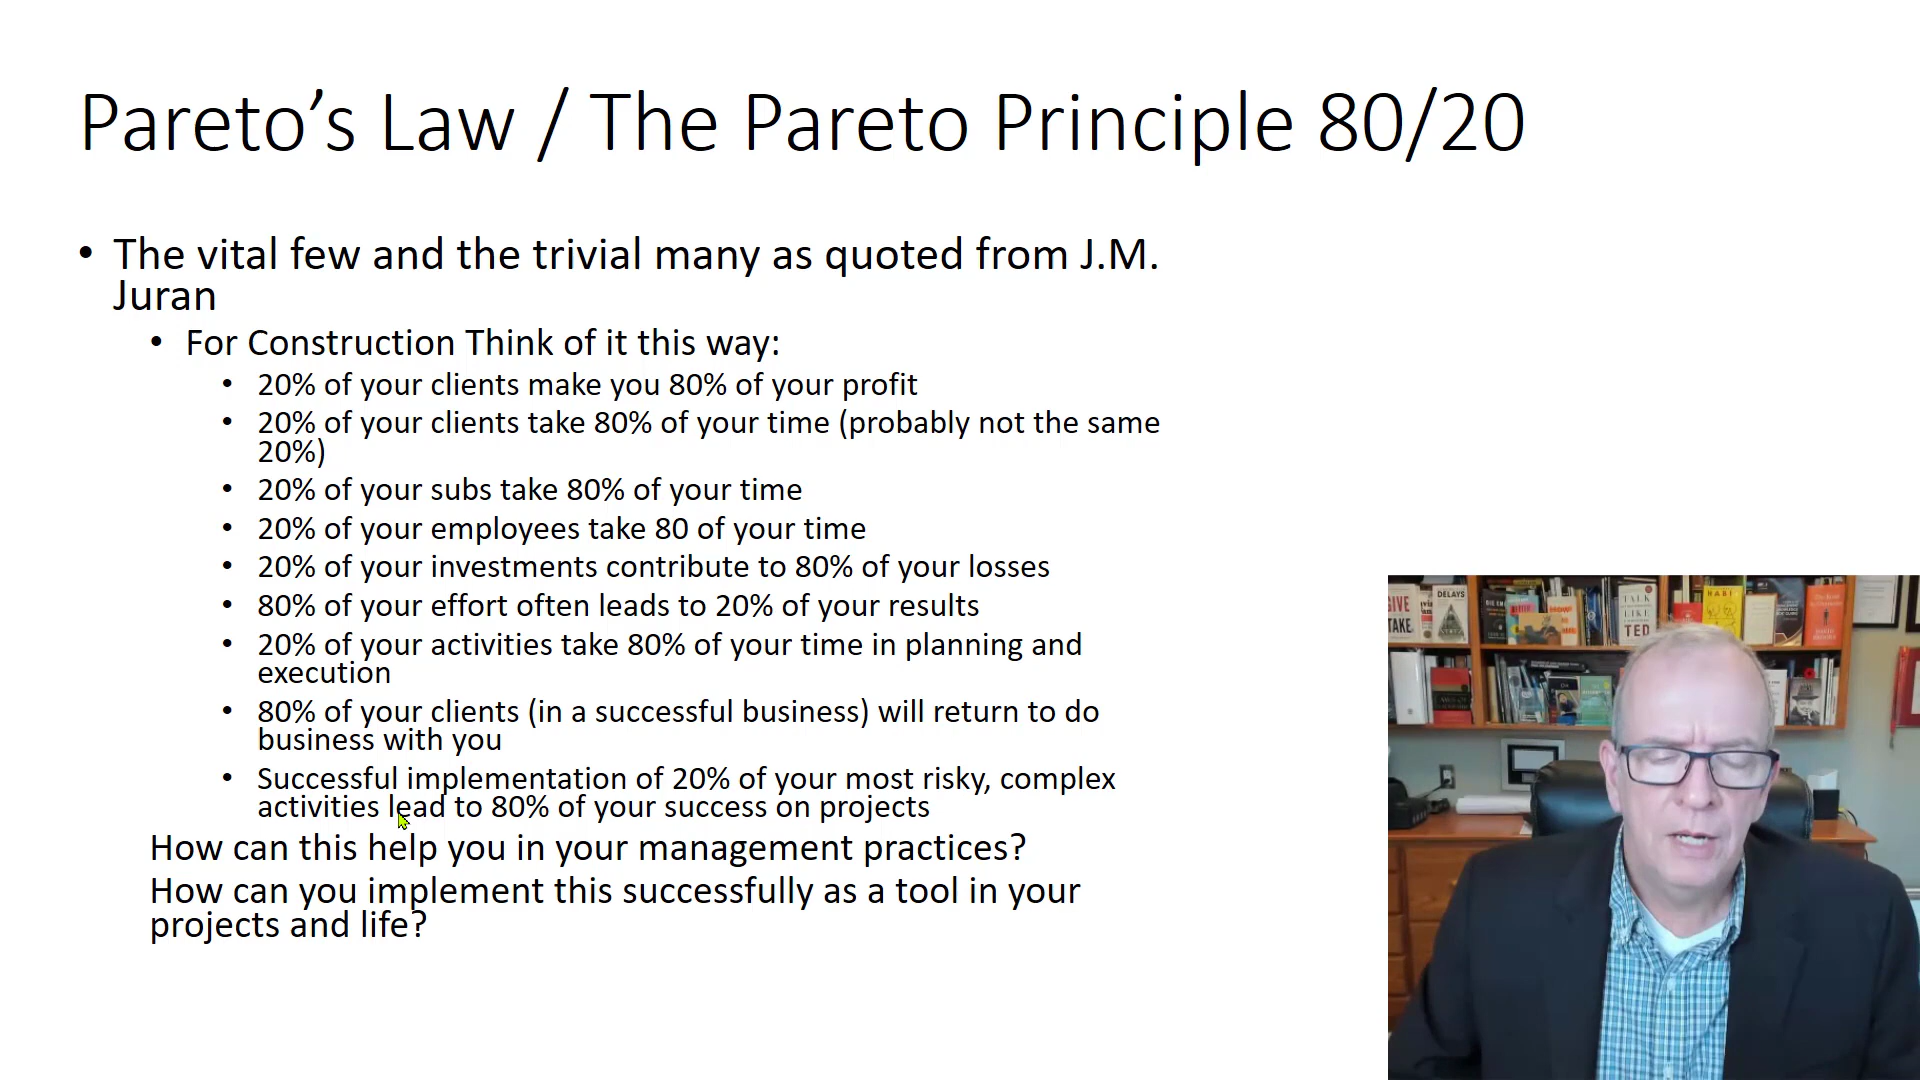 Pareto’s Law / The Pareto Principle 80/20
• The vital few and the trivial many as quoted from J.M.
Juran
• For Construction Think of it this way:
• 20% of your clients make you 80% of your profit
• 20% of your clients take 80% of your time (probably not the same
20%)
• 20% of your subs take 80% of your time
• 20% of your employees take 80 of your time
• 20% of your investments contribute to 80% of your losses
• 80% of your effort often leads to 20% of your results
• 20% of your activities take 80% of your time in planning and
execution
• 80% of your clients (in a successful business) will return to do
business with you
• Successful implementation of 20% of your most risky, complex
activities lead to 80% of your success on projects
How can this help you in your management practices?
How can you implement this successfully as a tool in your
projects and life?
GIVE
TAKE
DELAYS
TALK
LIKE
TED
HABIT